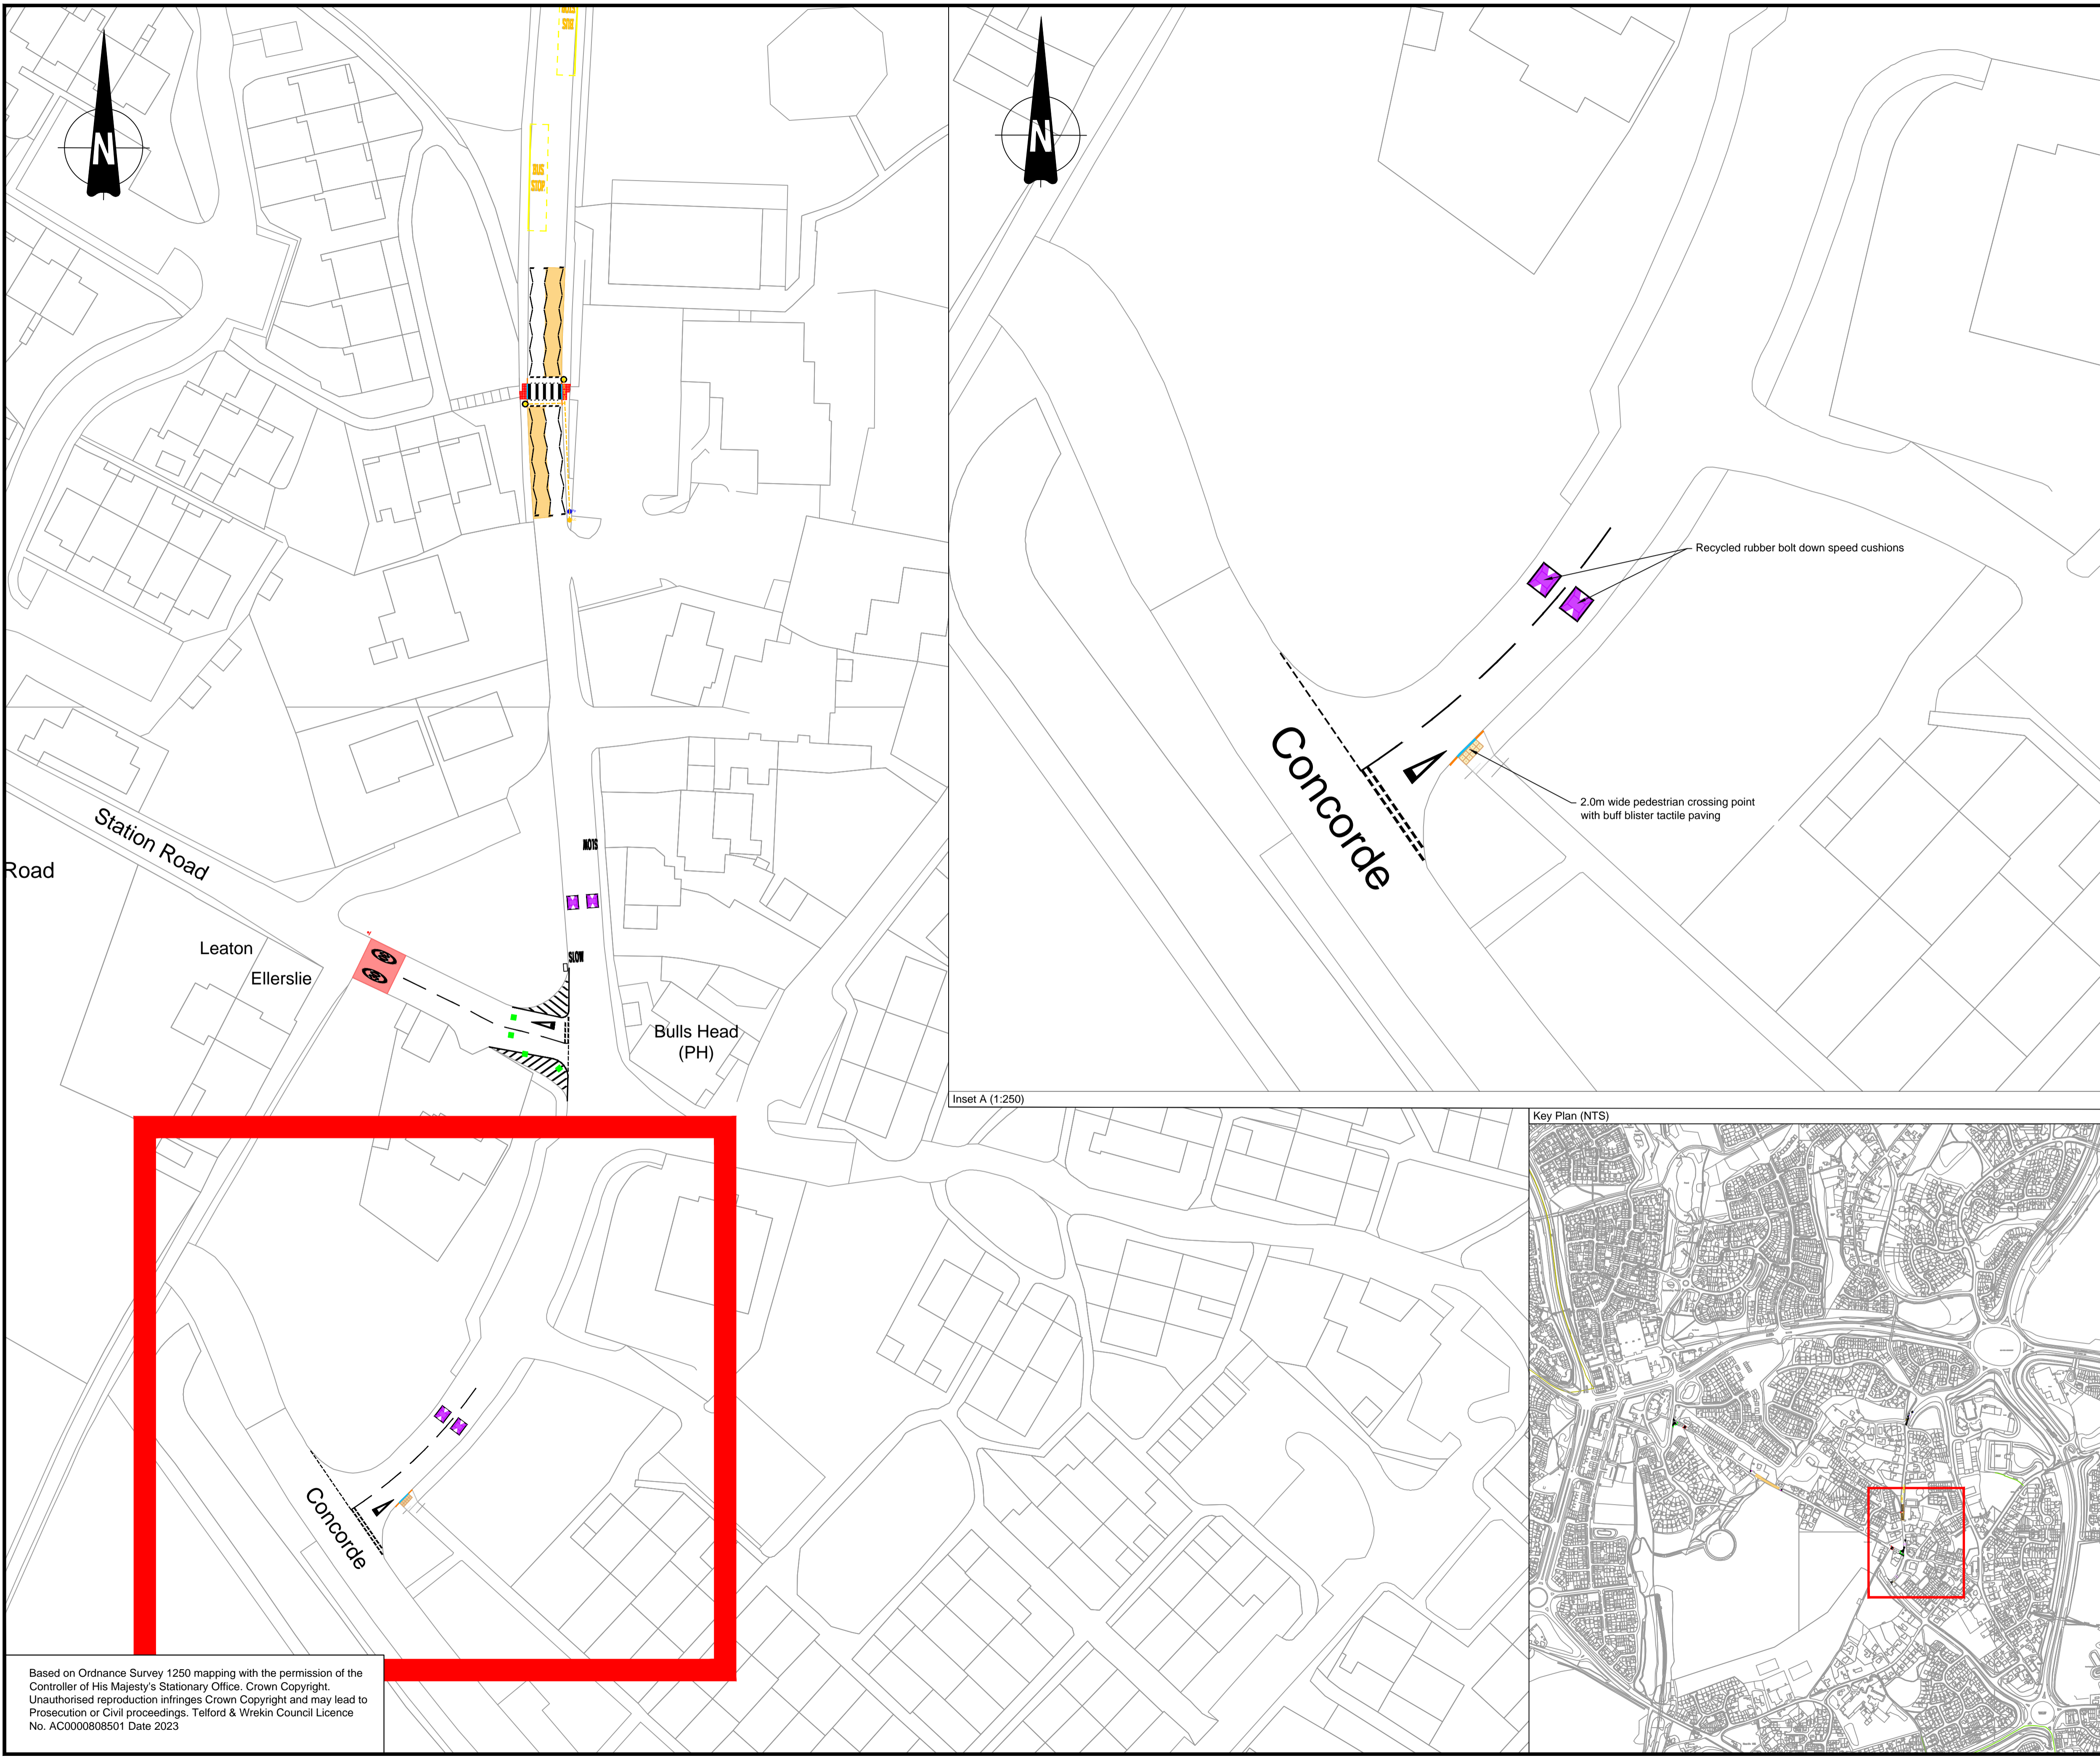 BUS
N
N
BUS
STOP
Recycled rubber bolt down speed cushions
2.0m wide pedestrian crossing point
with buff blister tactile paving
Concorde
Station Road
Road
SLOW
SLOW
Leaton
Ellerslie
Bulls Head
(PH)
Inset A (1:250)
Key Plan (NTS)
Concorde
Based on Ordnance Survey 1250 mapping with the permission of the
Controller of His Majesty's Stationary Office. Crown Copyright.
Unauthorised reproduction infringes Crown Copyright and may lead to
Prosecution or Civil proceedings. Telford & Wrekin Council Licence
No. AC0000808501 Date 2023